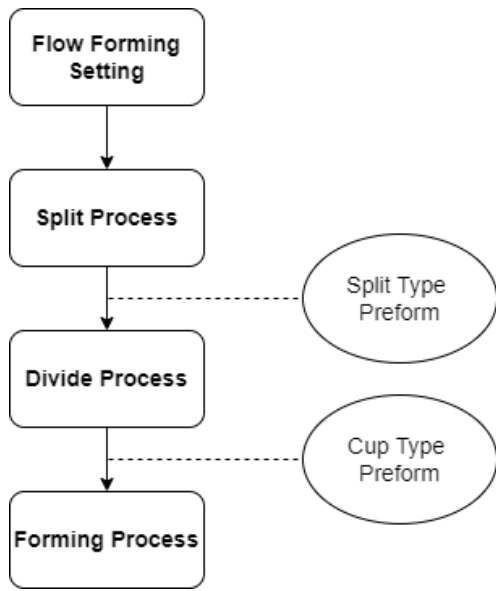 Flow Forming
Setting
Split Process
Split Type
Preform
Divide Process
Cup Type
Preform
Forming Process